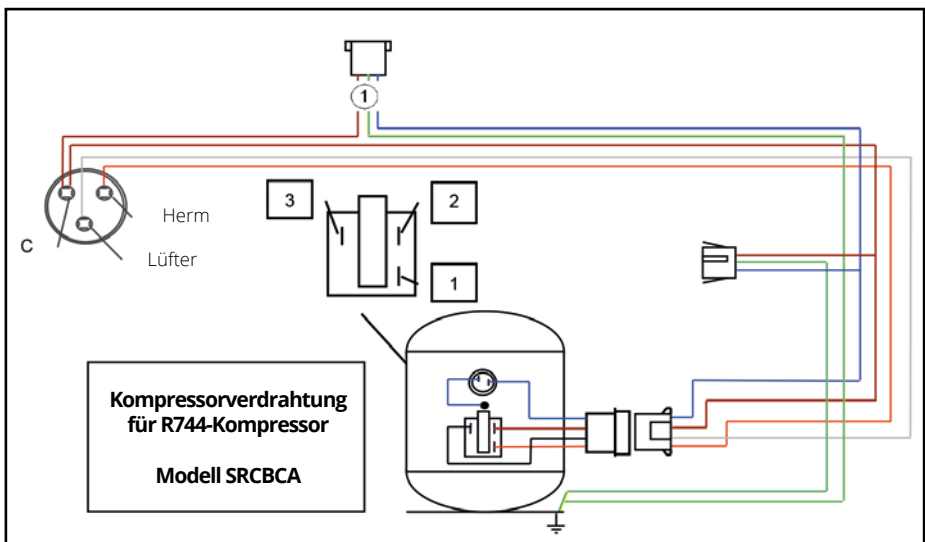 1
3
2
1
Herm
C
Lüfter
Kompressorverdrahtung
für R744-Kompressor
Modell SRCBCA